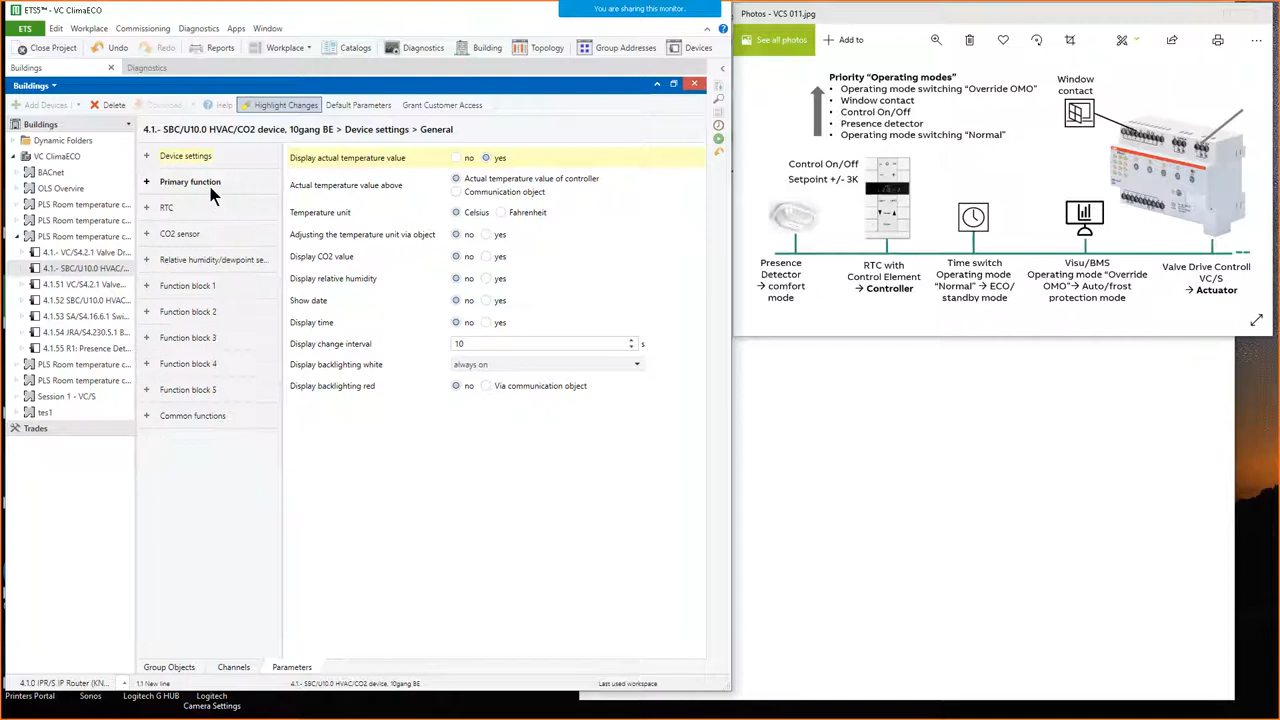 ETS5™ - VC ClimaECO
You are sharing this monitor.
ETS Edit Workplace Commissioning Diagnostics Apps Window
Close Project Undo Redo Reports Workplace Catalogs Diagnostics Building Topology Group Addresses Devices
Buildings Diagnostics
Buildings
Add Devices Delete Download Help Highlight Changes Default Parameters Grant Customer Access
Buildings
Dynamic Folders
VC ClimaECO
BACnet
OLS Overvire
PLS Room temperature c...
PLS Room temperature c...
PLS Room temperature c...
4.1.- VC/S4.2.1 Valve Dr...
4.1.- SBC/U10.0 HVAC/...
4.1.51 VC/S4.2.1 Valve...
4.1.52 SBC/U10.0 HVAC...
4.1.53 SA/S4.16.6.1 Swi...
4.1.54 JRA/S4.230.5.1 B...
4.1.55 R1: Presence Det...
PLS Room temperature c...
PLS Room temperature c...
Session 1 - VC/S
tes1
Trades
4.1.- SBC/U10.0 HVAC/CO2 device, 10gang BE > Device settings > General
+ Device settings
+ Primary function
+ RTC
+ CO2 sensor
+ Relative humidity/dewpoint se...
+ Function block 1
+ Function block 2
+ Function block 3
+ Function block 4
+ Function block 5
+ Common functions
Display actual temperature value no yes
Actual temperature value above Actual temperature value of controller
Communication object
Temperature unit Celsius Fahrenheit
Adjusting the temperature unit via object no yes
Display CO2 value no yes
Display relative humidity no yes
Show date no yes
Display time no yes
Display change interval 10 s
Display backlighting white always on
Display backlighting red no Via communication object
Group Objects Channels Parameters
4.1.0 IPR/S IP Router (KN... 1.1 New line 4.1.- SBC/U10.0 HVAC/CO2 device, 10gang BE Last used workspace
Printers Portal Sonos Logitech G HUB Logitech
Camera Settings
Photos - VCS 011.jpg
See all photos Add to
Priority “Operating modes”
• Operating mode switching “Override OMO”
• Window contact
• Control On/Off
• Presence detector
• Operating mode switching “Normal”
Window
contact
Control On/Off
Setpoint +/- 3K
Presence
Detector
→ comfort
mode
RTC with
Control Element
→ Controller
Time switch
Operating mode
“Normal” → ECO/
standby mode
Visu/BMS
Operating mode “Override
OMO”→ Auto/frost
protection mode
Valve Drive Controll
VC/S
→ Actuator